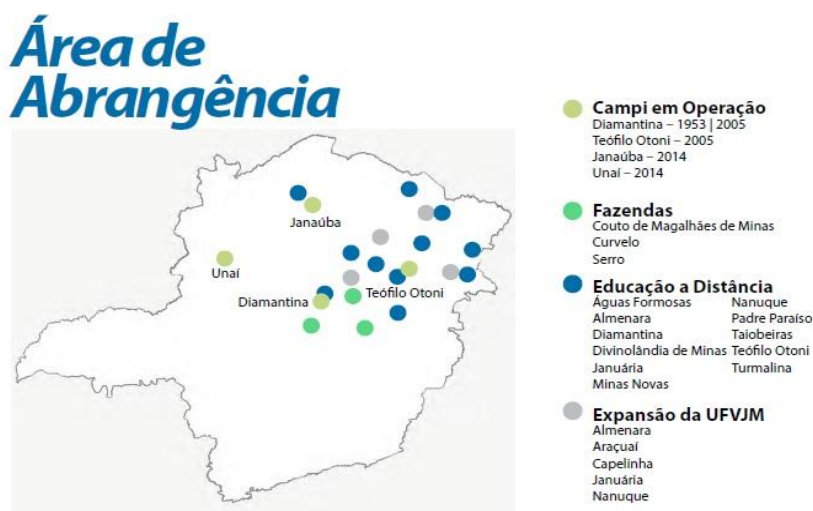 Área de
Abrangência
Janaúba
Unaí
Diamantina
Teófilo Otoni
Campi em Operação
Diamantina – 1953 | 2005
Teófilo Otoni – 2005
Janaúba – 2014
Unaí – 2014
Fazendas
Couto de Magalhães de Minas
Curvelo
Serro
Educação a Distância
Águas Formosas Nanuque
Almenara Padre Paraíso
Diamantina Taiobeiras
Divinolândia de Minas Teófilo Otoni
Januária Turmalina
Minas Novas
Expansão da UFVJM
Almenara
Araçuaí
Capelinha
Januária
Nanuque